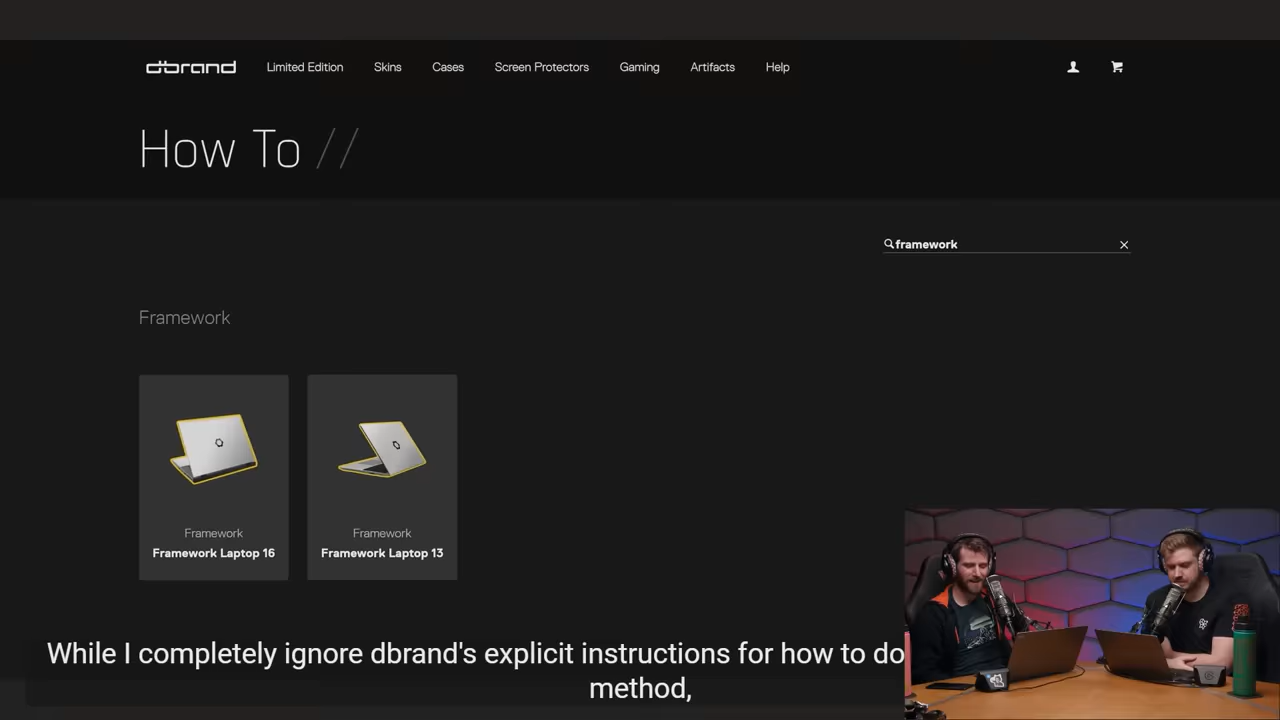 dbrand
Limited Edition
Skins
Cases
Screen Protectors
Gaming
Artifacts
Help
How To //
framework
Framework
Framework
Framework Laptop 16
Framework
Framework Laptop 13
While I completely ignore dbrand's explicit instructions for how to do
method,